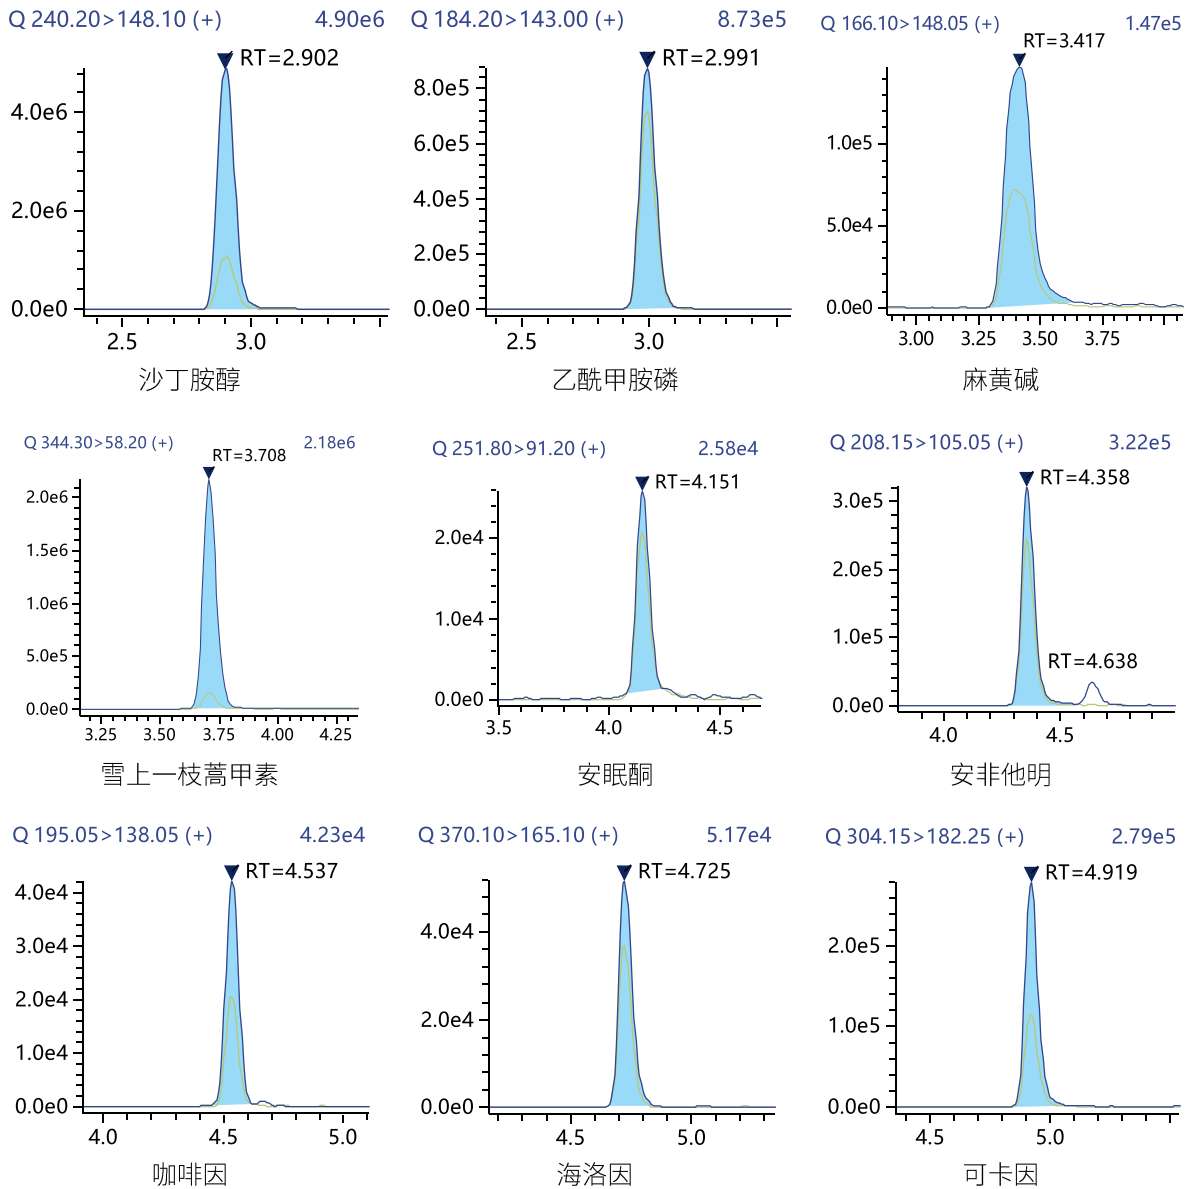 Q 240.20>148.10 (+) 4.90e6
RT=2.902
4.0e6
2.0e6
0.0e0
2.5 3.0
沙丁胺醇
Q 184.20>143.00 (+) 8.73e5
RT=2.991
8.0e5
6.0e5
4.0e5
2.0e5
0.0e0
2.5 3.0
乙酰甲胺磷
Q 166.10>148.05 (+) 1.47e5
RT=3.417
1.0e5
5.0e4
0.0e0
3.00 3.25 3.50 3.75
麻黄碱
Q 344.30>58.20 (+) 2.18e6
RT=3.708
2.0e6
1.5e6
1.0e6
5.0e5
0.0e0
3.25 3.50 3.75 4.00 4.25
雪上一枝蒿甲素
Q 251.80>91.20 (+) 2.58e4
RT=4.151
2.0e4
1.0e4
0.0e0
3.5 4.0 4.5
安眠酮
Q 208.15>105.05 (+) 3.22e5
RT=4.358
3.0e5
2.0e5
1.0e5
RT=4.638
0.0e0
4.0 4.5
安非他明
Q 195.05>138.05 (+) 4.23e4
RT=4.537
4.0e4
3.0e4
2.0e4
1.0e4
0.0e0
4.0 4.5 5.0
咖啡因
Q 370.10>165.10 (+) 5.17e4
RT=4.725
4.0e4
2.0e4
0.0e0
4.5 5.0
海洛因
Q 304.15>182.25 (+) 2.79e5
RT=4.919
2.0e5
1.0e5
0.0e0
4.5 5.0
可卡因